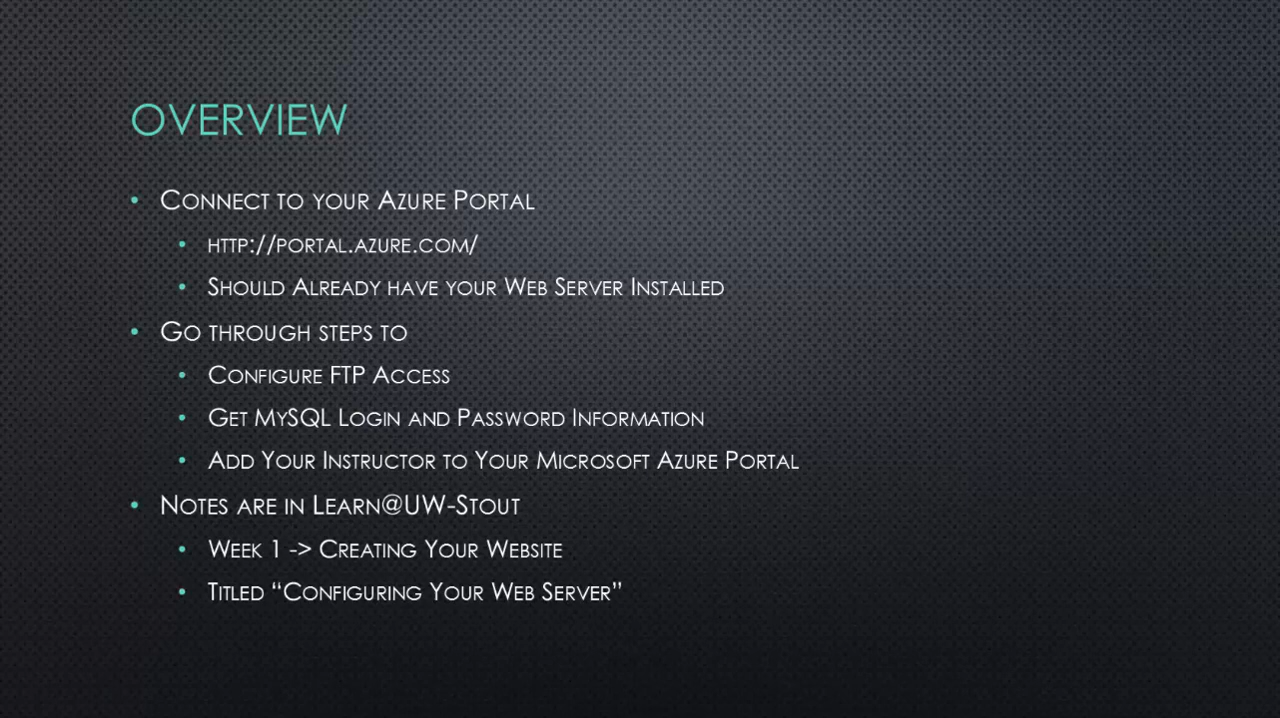 Overview
• Connect to your Azure Portal
• http://portal.azure.com/
• Should Already have your Web Server Installed
• Go through steps to
• Configure FTP Access
• Get MySQL Login and Password Information
• Add Your Instructor to Your Microsoft Azure Portal
• Notes are in Learn@UW-Stout
• Week 1 -> Creating Your Website
• Titled “Configuring Your Web Server”